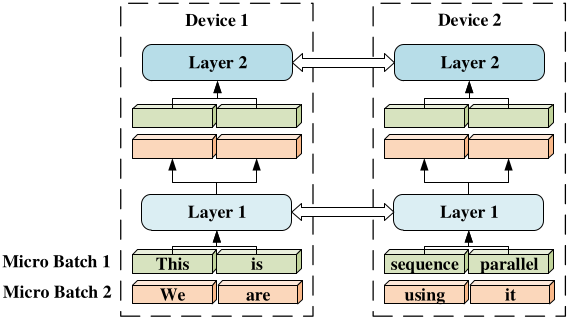 Device 1 Device 2
Layer 2 Layer 2
Layer 1 Layer 1
Micro Batch 1 This is sequence parallel
Micro Batch 2 We are using it